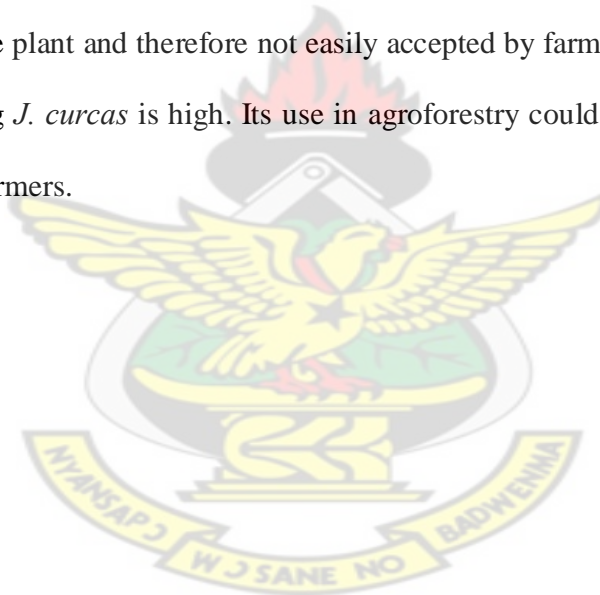 e plant and therefore not easily accepted by farm
g J. curcas is high. Its use in agroforestry could
rmers.
NYANSAPƆ WƆ SANE NO BADWENMA